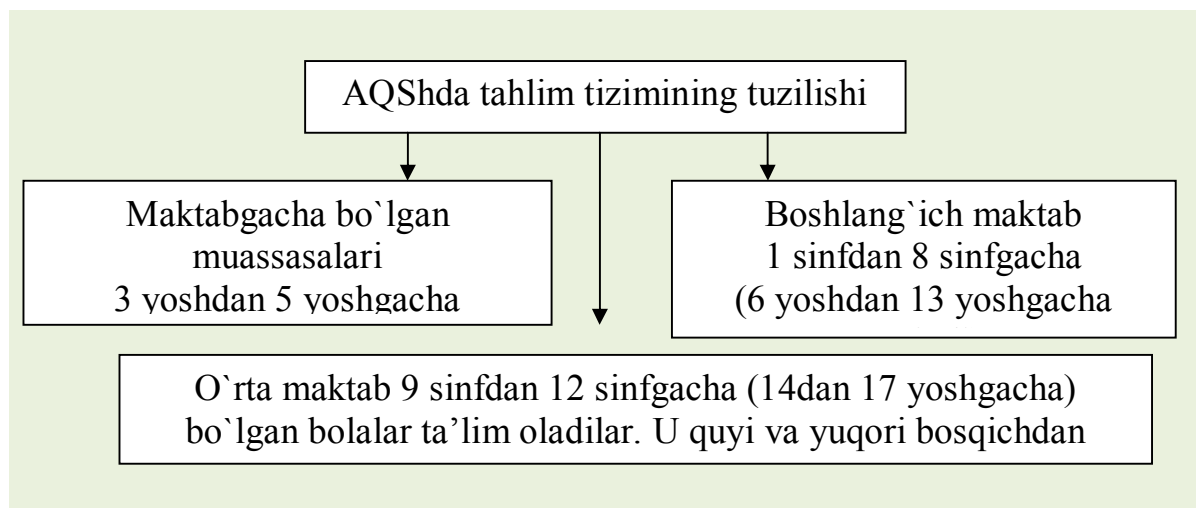 AQShda tahlim tizimining tuzilishi
Maktabgacha bo`lgan
muassasalari
3 yoshdan 5 yoshgacha
Boshlang`ich maktab
1 sinfdan 8 sinfgacha
(6 yoshdan 13 yoshgacha
O`rta maktab 9 sinfdan 12 sinfgacha (14dan 17 yoshgacha)
bo`lgan bolalar ta’lim oladilar. U quyi va yuqori bosqichdan